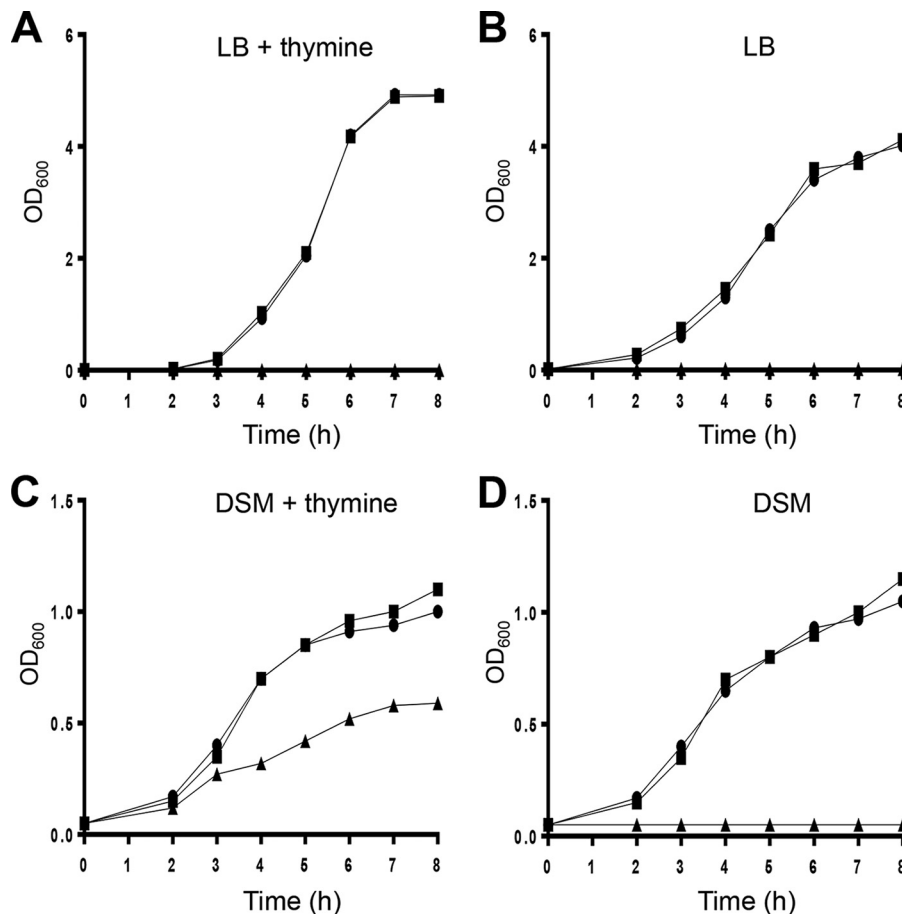 A
LB + thymine
6
4
2
0
OD600
0 1 2 3 4 5 6 7 8
Time (h)
B
LB
6
4
2
0
OD600
0 1 2 3 4 5 6 7 8
Time (h)
C
DSM + thymine
1.5
1.0
0.5
0.0
OD600
0 1 2 3 4 5 6 7 8
Time (h)
D
DSM
1.5
1.0
0.5
0.0
OD600
0 1 2 3 4 5 6 7 8
Time (h)